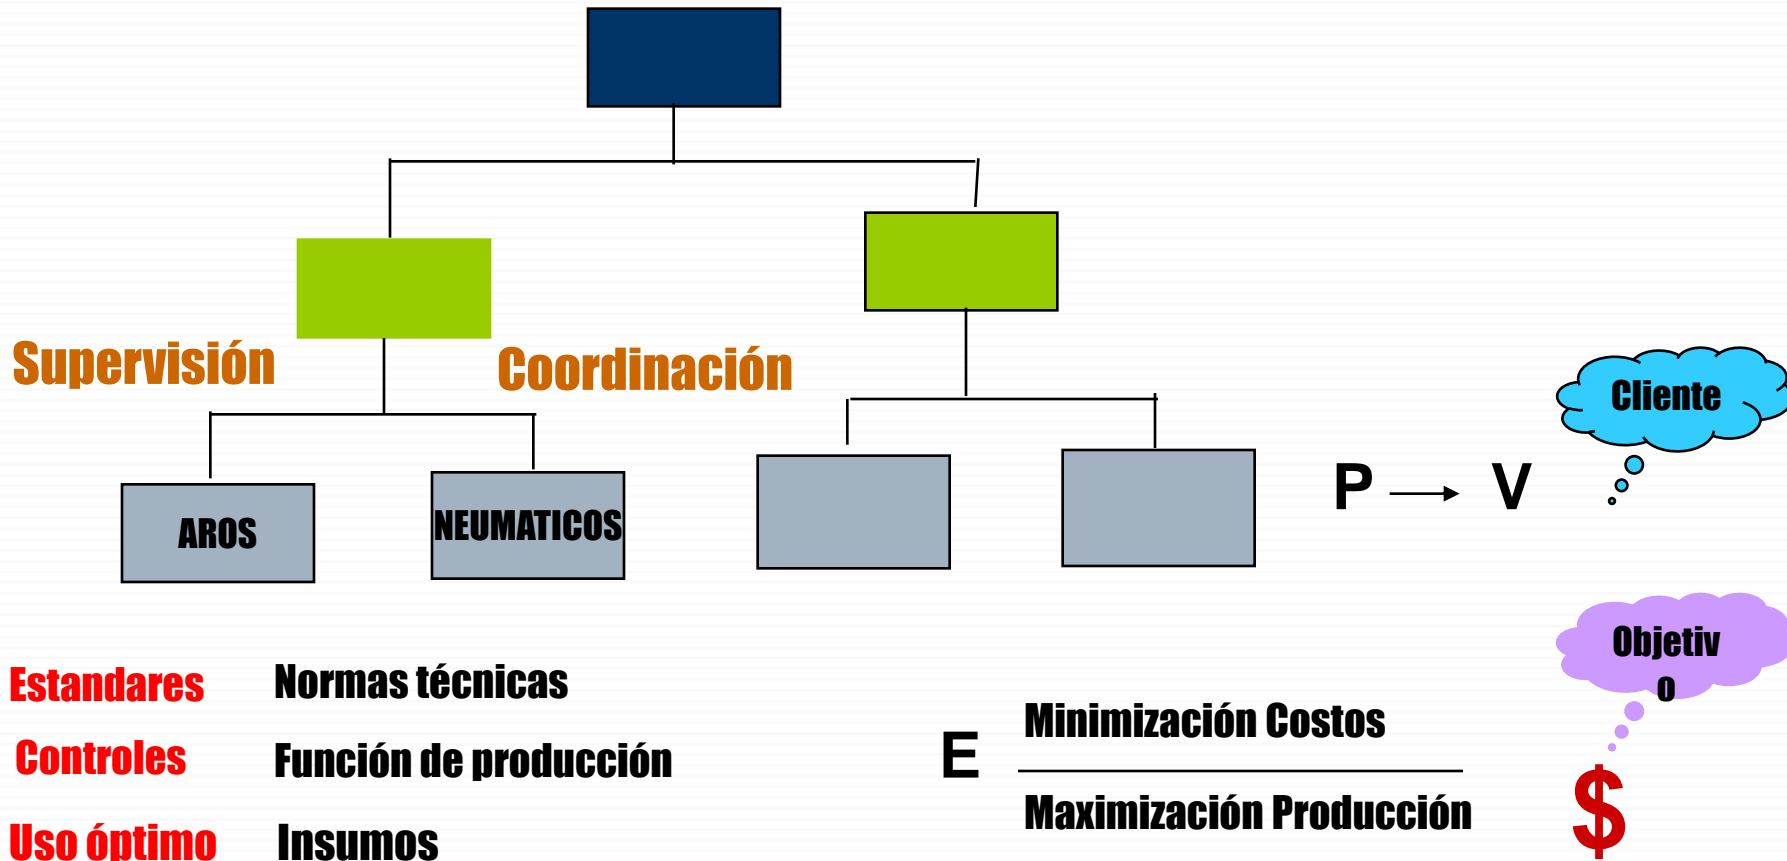 Supervisión
Coordinación
Cliente
AROS
NEUMATICOS
P → V
Objetiv
o
Estandares Normas técnicas
Controles Función de producción
Uso óptimo Insumos
E
Minimización Costos
Maximización Producción
$